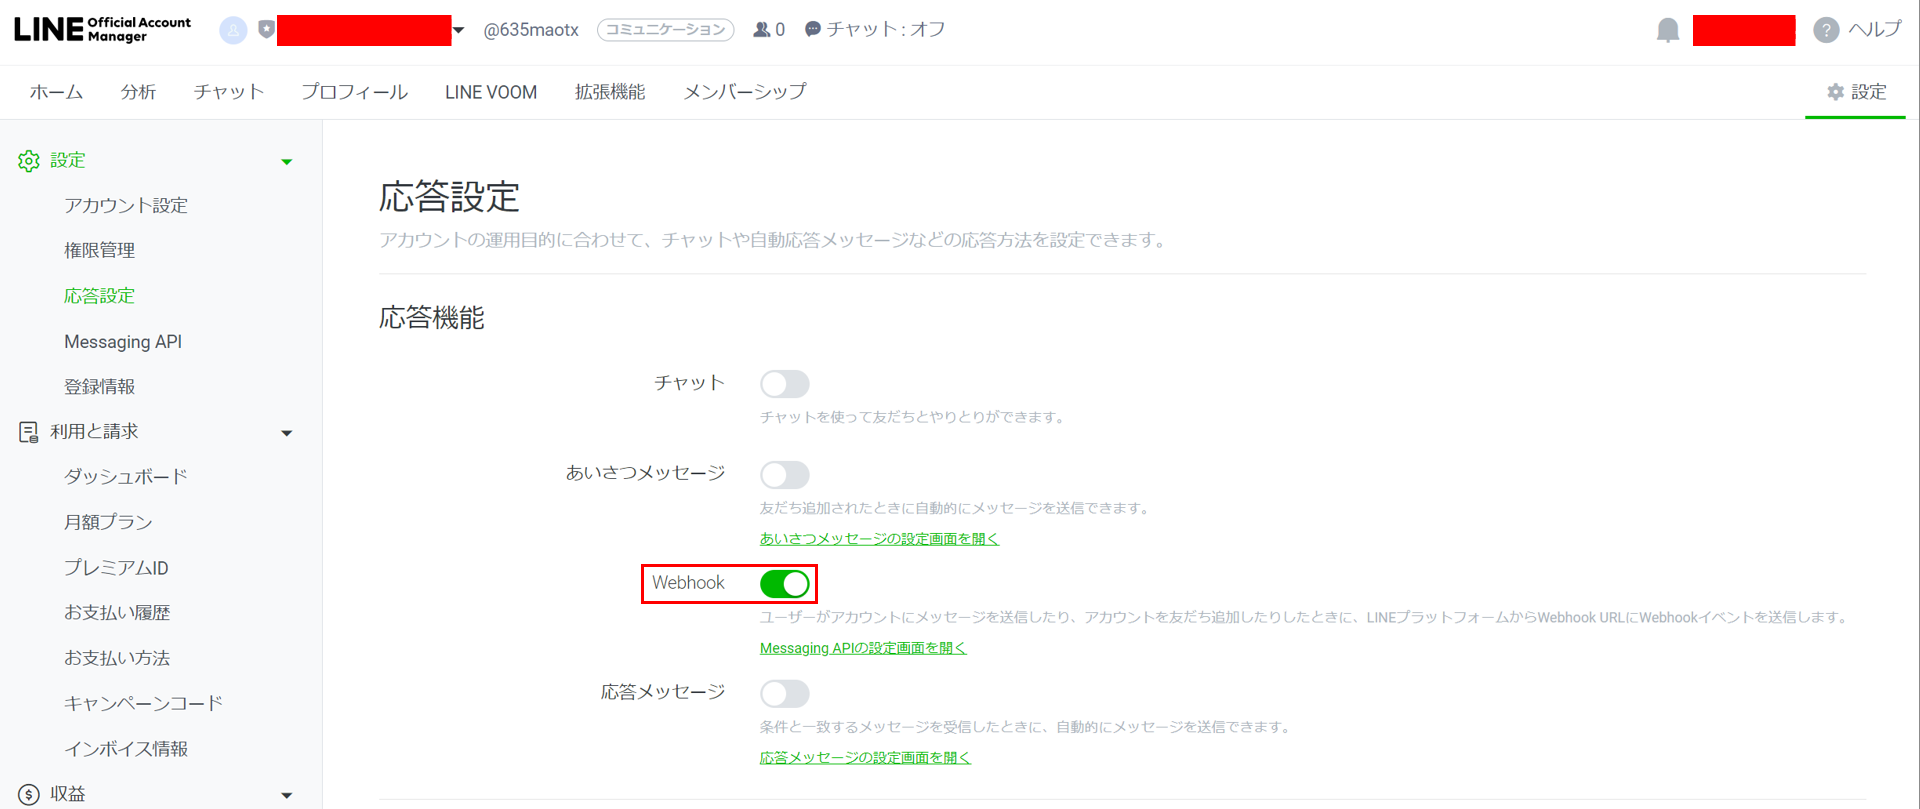 LINE Official Account Manager
@635maotx
コミュニケーション
0
チャット : オフ
? ヘルプ
ホーム
分析
チャット
プロフィール
LINE VOOM
拡張機能
メンバーシップ
設定
設定
アカウント設定
権限管理
応答設定
Messaging API
登録情報
利用と請求
ダッシュボード
月額プラン
プレミアムID
お支払い履歴
お支払い方法
キャンペーンコード
インボイス情報
収益
応答設定
アカウントの運用目的に合わせて、チャットや自動応答メッセージなどの応答方法を設定できます。
応答機能
チャット
チャットを使って友だちとやりとりができます。
あいさつメッセージ
友だち追加されたときに自動的にメッセージを送信できます。
あいさつメッセージの設定画面を開く
Webhook
ユーザーがアカウントにメッセージを送信したり、アカウントを友だち追加したりしたときに、LINEプラットフォームからWebhook URLにWebhookイベントを送信します。
Messaging APIの設定画面を開く
応答メッセージ
条件と一致するメッセージを受信したときに、自動的にメッセージを送信できます。
応答メッセージの設定画面を開く